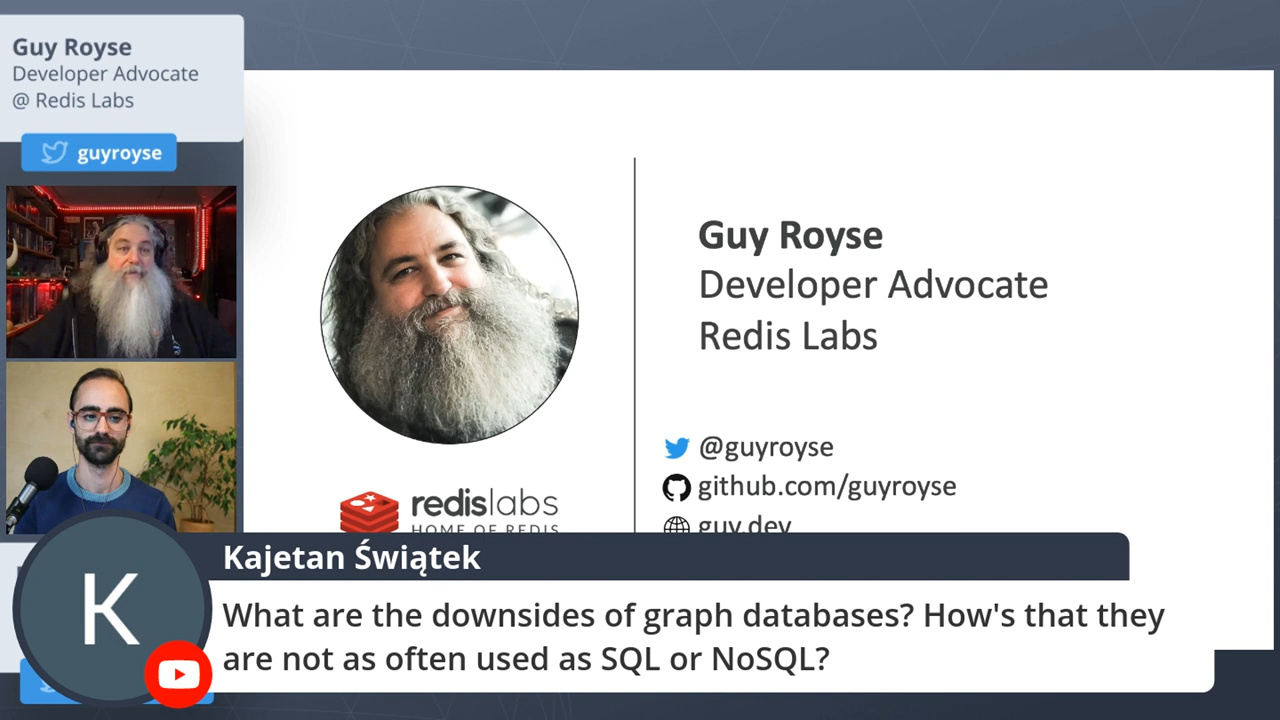 Guy Royse
Developer Advocate
@ Redis Labs
guyroyse
Guy Royse
Developer Advocate
Redis Labs
@guyroyse
github.com/guyroyse
guy.dev
redislabs
HOME OF REDIS
K
Kajetan Świątek
What are the downsides of graph databases? How's that they
are not as often used as SQL or NoSQL?